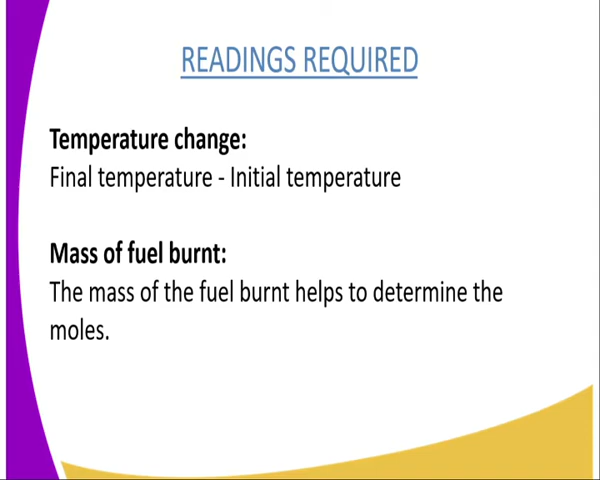 READINGS REQUIRED
Temperature change:
Final temperature - Initial temperature
Mass of fuel burnt:
The mass of the fuel burnt helps to determine the
moles.